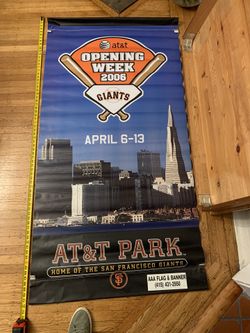 at&t
OPENING
WEEK
2006
GIANTS
APRIL 6-13
AT&T PARK
HOME OF THE SAN FRANCISCO GIANTS
SF
AAA FLAG & BANNER
(415) 431-2950